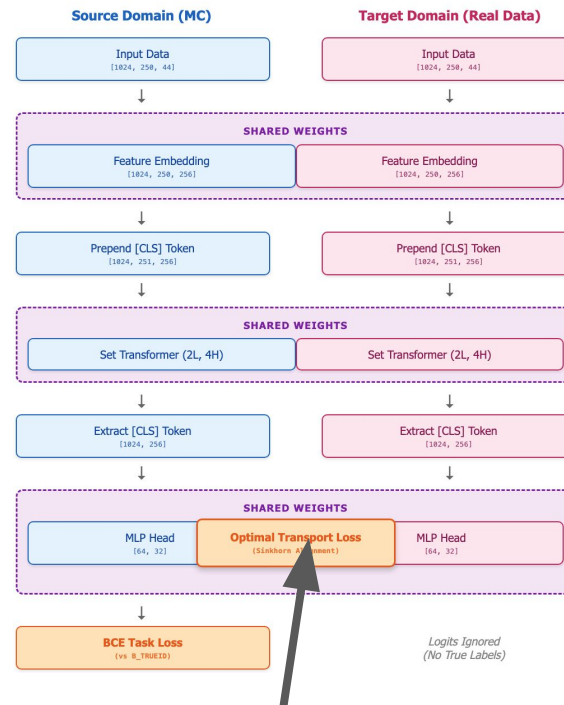 Source Domain (MC)
Target Domain (Real Data)
Input Data
[1024, 250, 44]
Input Data
[1024, 250, 44]
SHARED WEIGHTS
Feature Embedding
[1024, 250, 256]
Feature Embedding
[1024, 250, 256]
Prepend [CLS] Token
[1024, 251, 256]
Prepend [CLS] Token
[1024, 251, 256]
SHARED WEIGHTS
Set Transformer (2L, 4H)
Set Transformer (2L, 4H)
Extract [CLS] Token
[1024, 256]
Extract [CLS] Token
[1024, 256]
SHARED WEIGHTS
MLP Head
[64, 32]
Optimal Transport Loss
(Sinkhorn
MLP Head
[64, 32]
BCE Task Loss
(vs B_TRUEID)
Logits Ignored
(No True Labels)